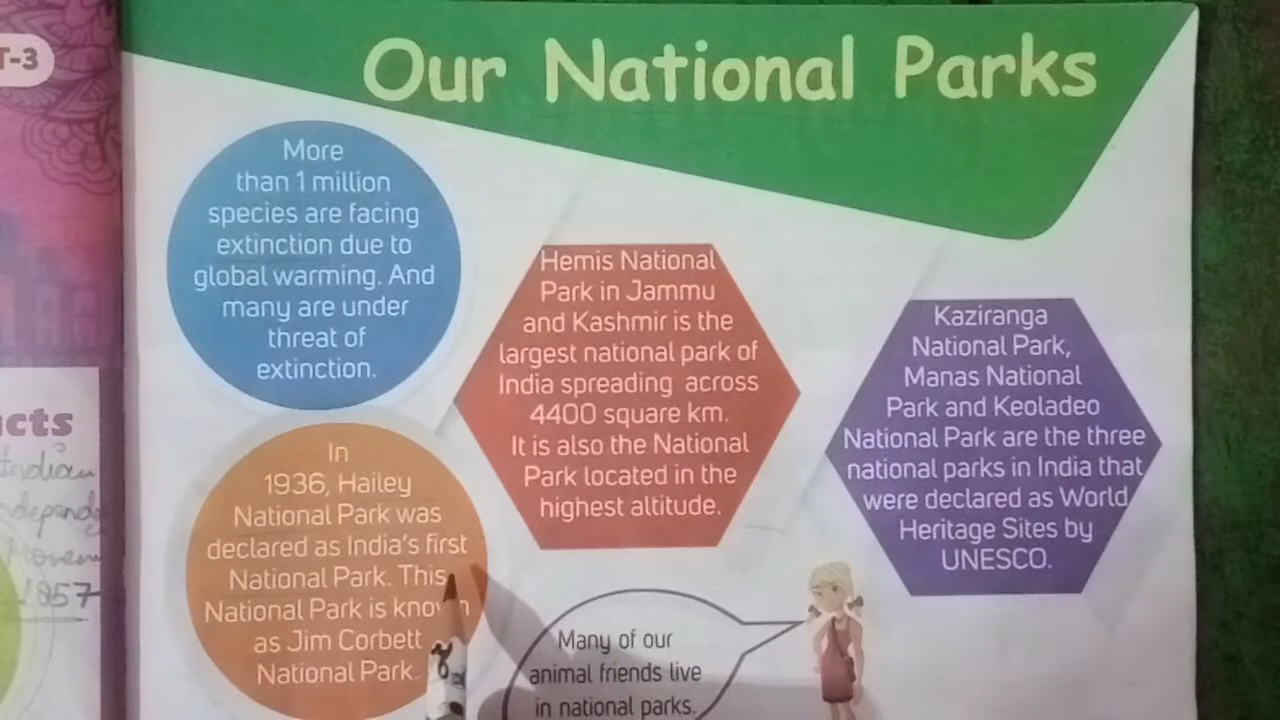 T-3
Our National Parks
More
than 1 million
species are facing
extinction due to
global warming. And
many are under
threat of
extinction.
Hemis National
Park in Jammu
and Kashmir is the
largest national park of
India spreading across
4400 square km.
It is also the National
Park located in the
highest altitude.
Kaziranga
National Park,
Manas National
Park and Keoladeo
National Park are the three
national parks in India that
were declared as World
Heritage Sites by
UNESCO.
In
1936, Hailey
National Park was
declared as India's first
National Park. This
National Park is known
as Jim Corbett
National Park.
Many of our
animal friends live
in national parks.
acts
Indian
1857